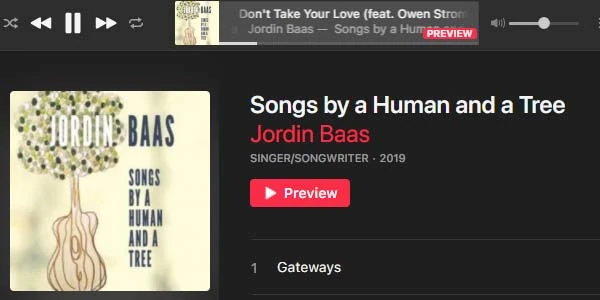 Don't Take Your Love (feat. Owen Strom
Jordin Baas — Songs by a Human and a
PREVIEW
JORDIN BAAS
SONGS
BY A
HUMAN
AND A
TREE
Songs by a Human and a Tree
Jordin Baas
SINGER/SONGWRITER · 2019
Preview
1 Gateways